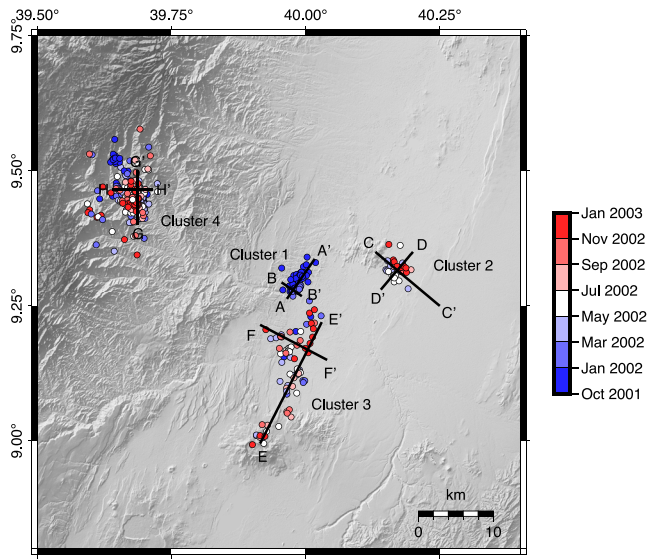 39.50° 39.75° 40.00° 40.25°
9.75°
9.50°
9.25°
9.00°
G'
H H'
G
Cluster 4
Cluster 1
A'
B
A
B'
C
D
Cluster 2
D'
C'
E'
F
F'
Cluster 3
E
km
0 10
Jan 2003
Nov 2002
Sep 2002
Jul 2002
May 2002
Mar 2002
Jan 2002
Oct 2001